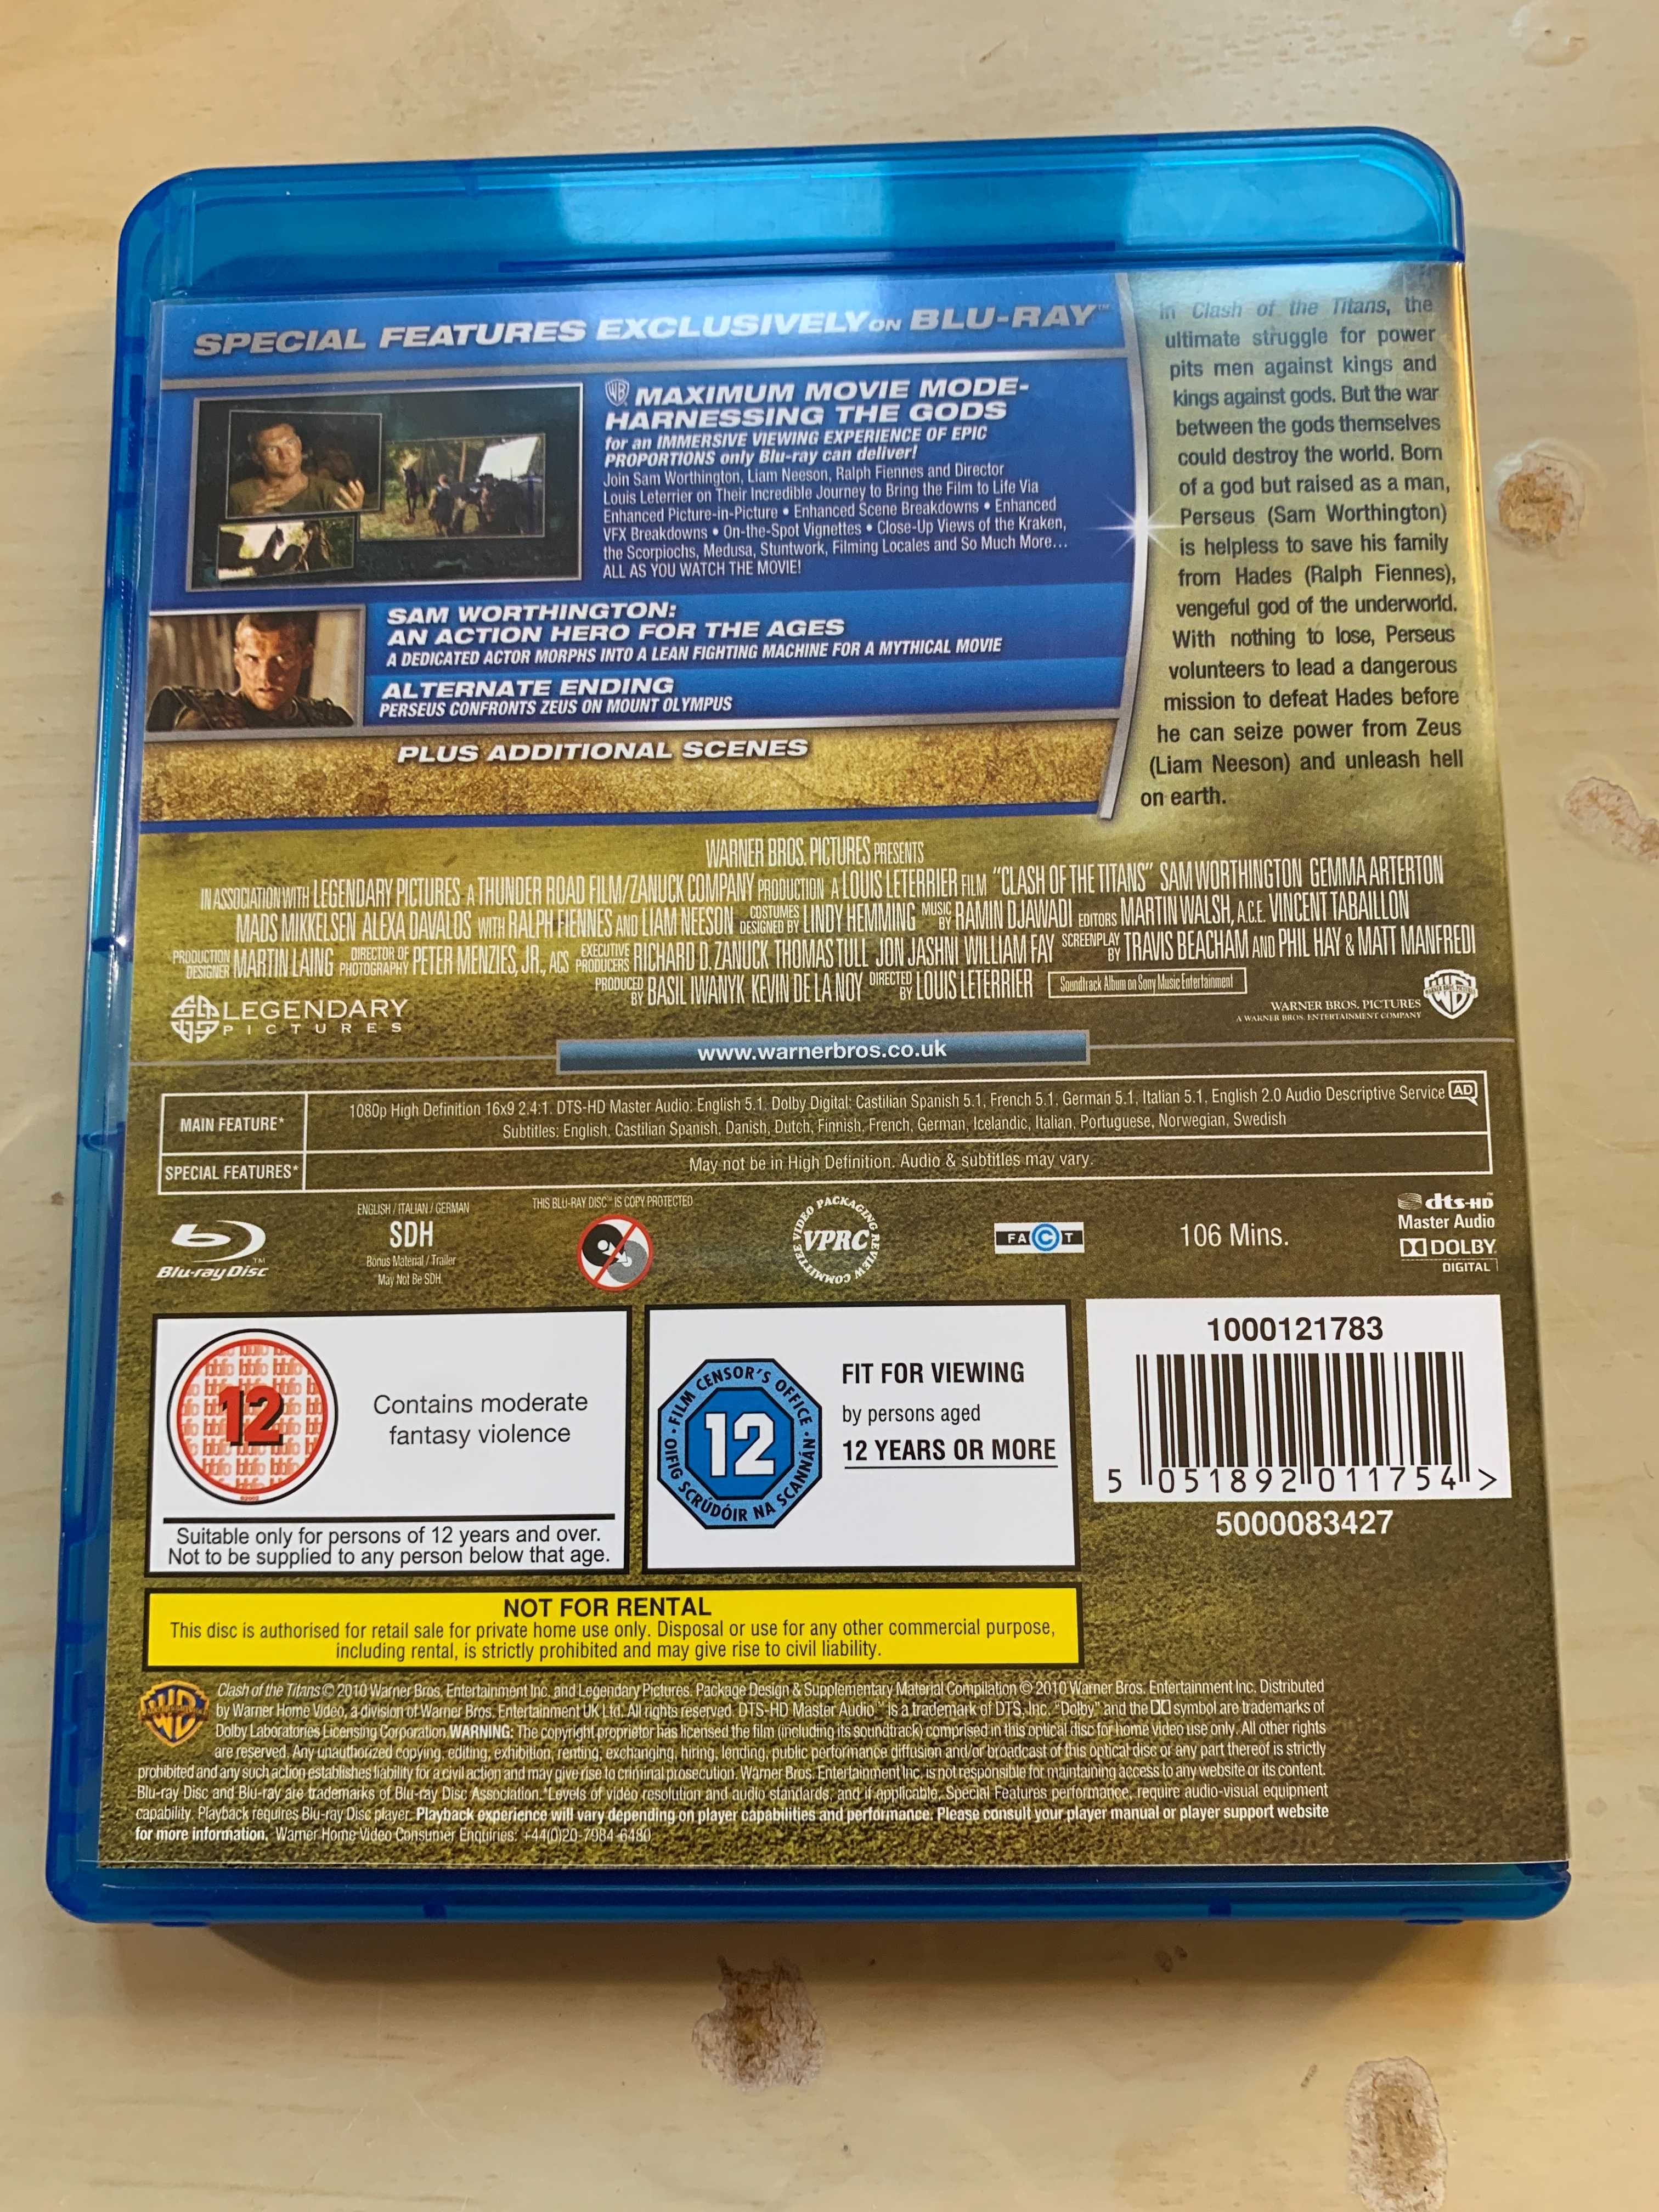 SPECIAL FEATURES EXCLUSIVELY ON BLU-RAY™
MAXIMUM MOVIE MODE-
HARNESSING THE GODS
for an IMMERSIVE VIEWING EXPERIENCE OF EPIC
PROPORTIONS only Blu-ray can deliver!
Join Sam Worthington, Liam Neeson, Ralph Fiennes and Director
Louis Leterrier on Their Incredible Journey to Bring the Film to Life Via
Enhanced Picture-in-Picture • Enhanced Scene Breakdowns • Enhanced
VFX Breakdowns • On-the-Spot Vignettes • Close-Up Views of the Kraken,
the Scorpiochs, Medusa, Stuntwork, Filming Locales and So Much More...
ALL AS YOU WATCH THE MOVIE!
SAM WORTHINGTON:
AN ACTION HERO FOR THE AGES
A DEDICATED ACTOR MORPHS INTO A LEAN FIGHTING MACHINE FOR A MYTHICAL MOVIE
ALTERNATE ENDING
PERSEUS CONFRONTS ZEUS ON MOUNT OLYMPUS
PLUS ADDITIONAL SCENES
In Clash of the Titans, the
ultimate struggle for power
pits men against kings and
kings against gods. But the war
between the gods themselves
could destroy the world. Born
of a god but raised as a man,
Perseus (Sam Worthington)
is helpless to save his family
from Hades (Ralph Fiennes),
vengeful god of the underworld.
With nothing to lose, Perseus
volunteers to lead a dangerous
mission to defeat Hades before
he can seize power from Zeus
(Liam Neeson) and unleash hell
on earth.
WARNER BROS. PICTURES PRESENTS
IN ASSOCIATION WITH LEGENDARY PICTURES A THUNDER ROAD FILM/ZANUCK COMPANY PRODUCTION A LOUIS LETERRIER FILM "CLASH OF THE TITANS" SAM WORTHINGTON GEMMA ARTERTON
MADS MIKKELSEN ALEXA DAVALOS WITH RALPH FIENNES AND LIAM NEESON COSTUMES DESIGNED BY LINDY HEMMING MUSIC BY RAMIN DJAWADI EDITORS MARTIN WALSH, A.C.E. VINCENT TABAILLON
PRODUCTION DESIGNER MARTIN LAING DIRECTOR OF PHOTOGRAPHY PETER MENZIES, JR., ACS EXECUTIVE PRODUCERS RICHARD D. ZANUCK THOMAS TULL JON JASHNI WILLIAM FAY SCREENPLAY BY TRAVIS BEACHAM AND PHIL HAY & MATT MANFREDI
PRODUCED BY BASIL IWANYK KEVIN DE LA NOY DIRECTED BY LOUIS LETERRIER Soundtrack Album on Sony Music Entertainment
LEGENDARY
PICTURES
WARNER BROS. PICTURES
A WARNER BROS. ENTERTAINMENT COMPANY
www.warnerbros.co.uk
MAIN FEATURE*
1080p High Definition 16x9 2.4:1. DTS-HD Master Audio: English 5.1. Dolby Digital: Castilian Spanish 5.1, French 5.1, German 5.1, Italian 5.1, English 2.0 Audio Descriptive Service AD
Subtitles: English, Castilian Spanish, Danish, Dutch, Finnish, French, German, Icelandic, Italian, Portuguese, Norwegian, Swedish
SPECIAL FEATURES*
May not be in High Definition. Audio & subtitles may vary.
Blu-ray Disc™
ENGLISH / ITALIAN / GERMAN
SDH
Bonus Material / Trailer
May Not Be SDH.
THIS BLU-RAY DISC™ IS COPY PROTECTED
VIDEO PACKAGING REVIEW COMMITTEE
VPRC
FACT
106 Mins.
dts-HD™
Master Audio
DOLBY
DIGITAL
12
Contains moderate
fantasy violence
Suitable only for persons of 12 years and over.
Not to be supplied to any person below that age.
FILM CENSOR'S OFFICE · OIFIG SCRÚDÓIR NA SCANNÁN
12
FIT FOR VIEWING
by persons aged
12 YEARS OR MORE
1000121783
5 051892 011754 >
5000083427
NOT FOR RENTAL
This disc is authorised for retail sale for private home use only. Disposal or use for any other commercial purpose,
including rental, is strictly prohibited and may give rise to civil liability.
Clash of the Titans © 2010 Warner Bros. Entertainment Inc. and Legendary Pictures. Package Design & Supplementary Material Compilation © 2010 Warner Bros. Entertainment Inc. Distributed
by Warner Home Video, a division of Warner Bros. Entertainment UK Ltd. All rights reserved. DTS-HD Master Audio™ is a trademark of DTS, Inc. "Dolby" and the DD symbol are trademarks of
Dolby Laboratories Licensing Corporation. WARNING: The copyright proprietor has licensed the film (including its soundtrack) comprised in this optical disc for home video use only. All other rights
are reserved. Any unauthorized copying, editing, exhibition, renting, exchanging, hiring, lending, public performance diffusion and/or broadcast of this optical disc or any part thereof is strictly
prohibited and any such action establishes liability for a civil action and may give rise to criminal prosecution. Warner Bros. Entertainment Inc. is not responsible for maintaining access to any website or its content.
Blu-ray Disc and Blu-ray are trademarks of Blu-ray Disc Association. *Levels of video resolution and audio standards, and if applicable, Special Features performance, require audio-visual equipment
capability. Playback requires Blu-ray Disc player. Playback experience will vary depending on player capabilities and performance. Please consult your player manual or player support website
for more information. Warner Home Video Consumer Enquiries: +44(0)20-7984 6480